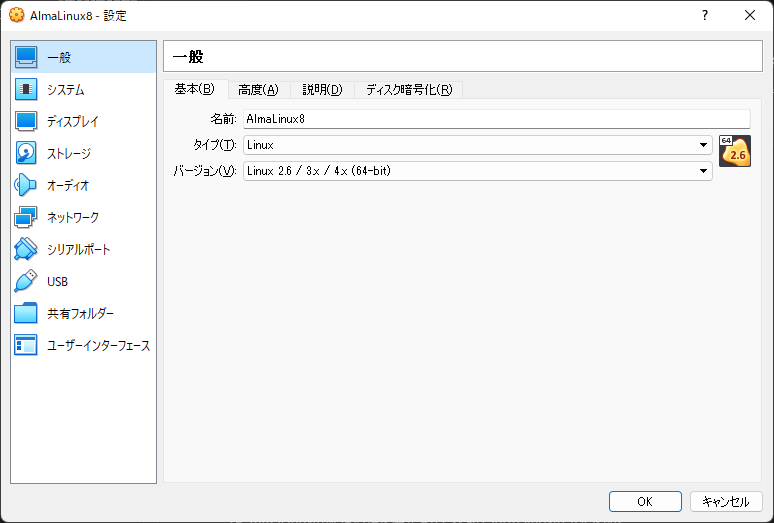 AlmaLinux8 - 設定
?
一般
システム
ディスプレイ
ストレージ
オーディオ
ネットワーク
シリアルポート
USB
共有フォルダー
ユーザーインターフェース
一般
基本(B) 高度(A) 説明(D) ディスク暗号化(R)
名前: AlmaLinux8
タイプ(T): Linux
バージョン(V): Linux 2.6 / 3.x / 4.x (64-bit)
64
2.6
OK キャンセル